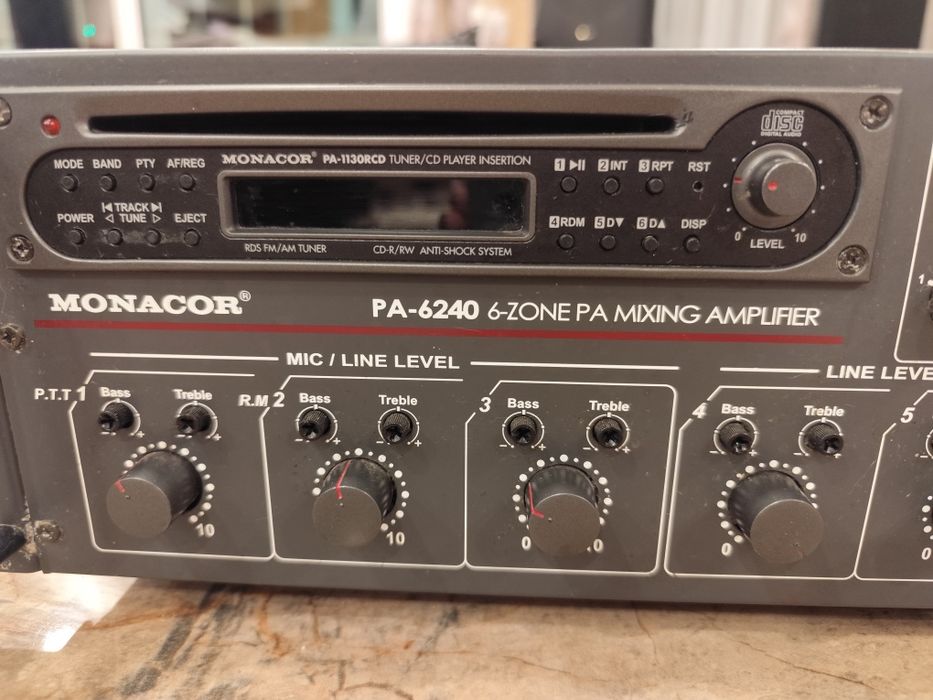 COMPACT
disc
DIGITAL AUDIO
MODE BAND PTY AF/REG
MONACOR® PA-1130RCD TUNER/CD PLAYER INSERTION
1 ▶II 2 INT 3 RPT RST
I◀ TRACK ▶I
POWER ◁ TUNE ▷ EJECT
4 RDM 5 D▼ 6 D▲ DISP
0 LEVEL 10
RDS FM/AM TUNER CD-R/RW ANTI-SHOCK SYSTEM
MONACOR® PA-6240 6-ZONE PA MIXING AMPLIFIER
MIC / LINE LEVEL
P.T.T 1 Bass Treble
- + - +
10
R.M 2 Bass Treble
- + - +
10
3 Bass Treble
- + - +
0
LINE
4 Bass Treble
- + - +
0
5
0
1